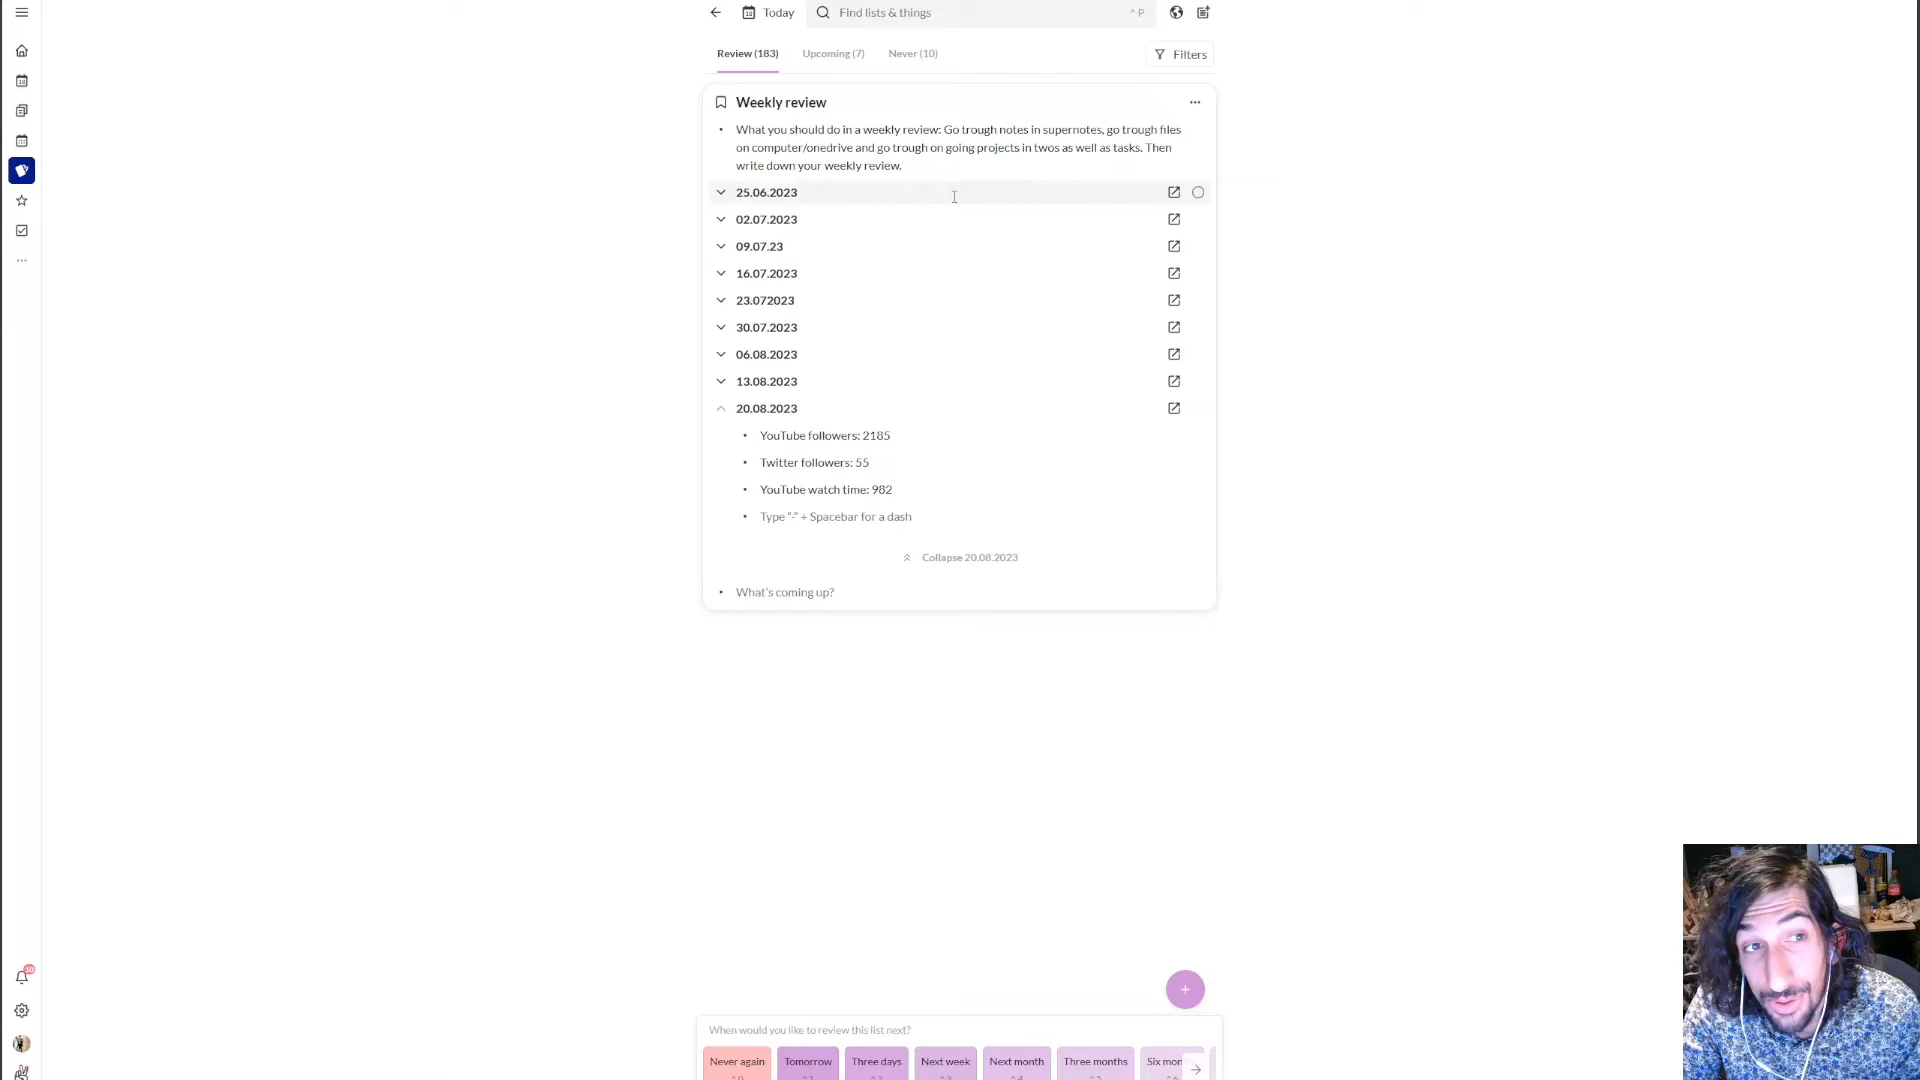 Today
Find lists & things
^ P
Review (183)
Upcoming (7)
Never (10)
Filters
Weekly review
What you should do in a weekly review: Go trough notes in supernotes, go trough files
on computer/onedrive and go trough on going projects in twos as well as tasks. Then
write down your weekly review.
25.06.2023
02.07.2023
09.07.23
16.07.2023
23.072023
30.07.2023
06.08.2023
13.08.2023
20.08.2023
YouTube followers: 2185
Twitter followers: 55
YouTube watch time: 982
Type "-" + Spacebar for a dash
Collapse 20.08.2023
What's coming up?
When would you like to review this list next?
Never again
Tomorrow
Three days
Next week
Next month
Three months
Six mon